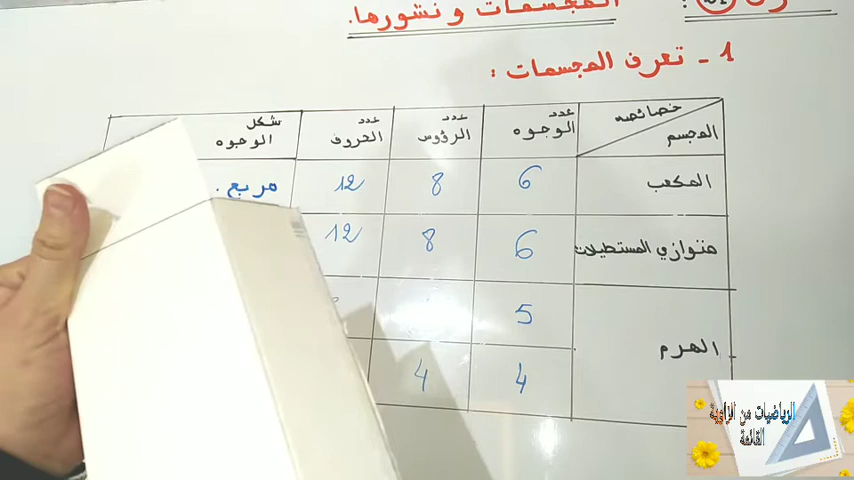 المجسمات ونشورها.
1 - تعرف المجسمات :
خصائصه
المجسم
عدد الوجوه
عدد الرؤوس
عدد الحروف
شكل الوجوه
المكعب
6
8
12
مربع.
متوازي المستطيلات
6
8
12
الهرم
5
4
4
الرياضيات من الزاوية
القائمة